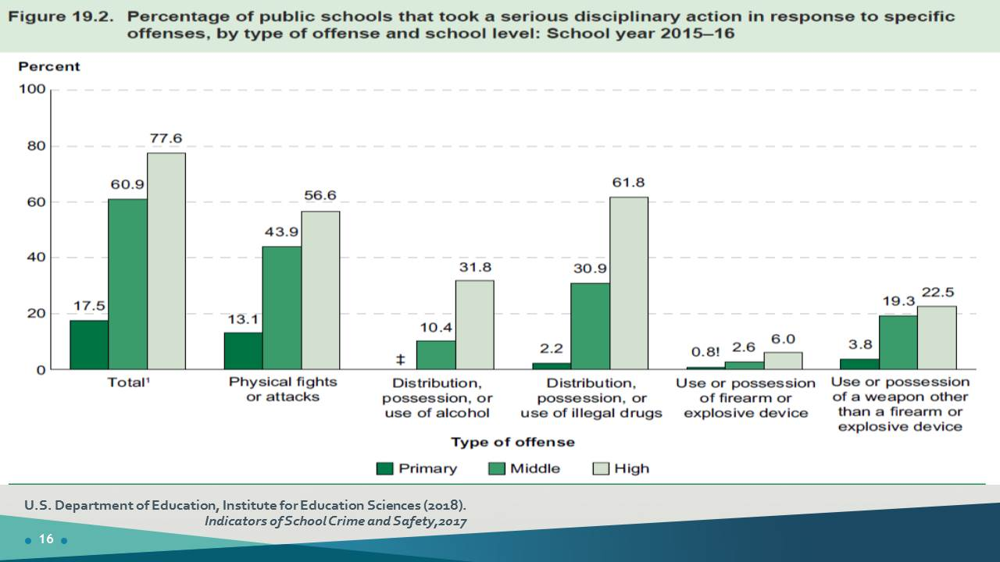 Figure 19.2. Percentage of public schools that took a serious disciplinary action in response to specific
offenses, by type of offense and school level: School year 2015–16
Percent
100
80
60
40
20
0
17.5
60.9
77.6
13.1
43.9
56.6
‡
10.4
31.8
2.2
30.9
61.8
0.8!
2.6
6.0
3.8
19.3
22.5
Total¹
Physical fights
or attacks
Distribution,
possession, or
use of alcohol
Distribution,
possession, or
use of illegal drugs
Use or possession
of firearm or
explosive device
Use or possession
of a weapon other
than a firearm or
explosive device
Type of offense
Primary
Middle
High
U.S. Department of Education, Institute for Education Sciences (2018).
Indicators of School Crime and Safety,2017
• 16 •